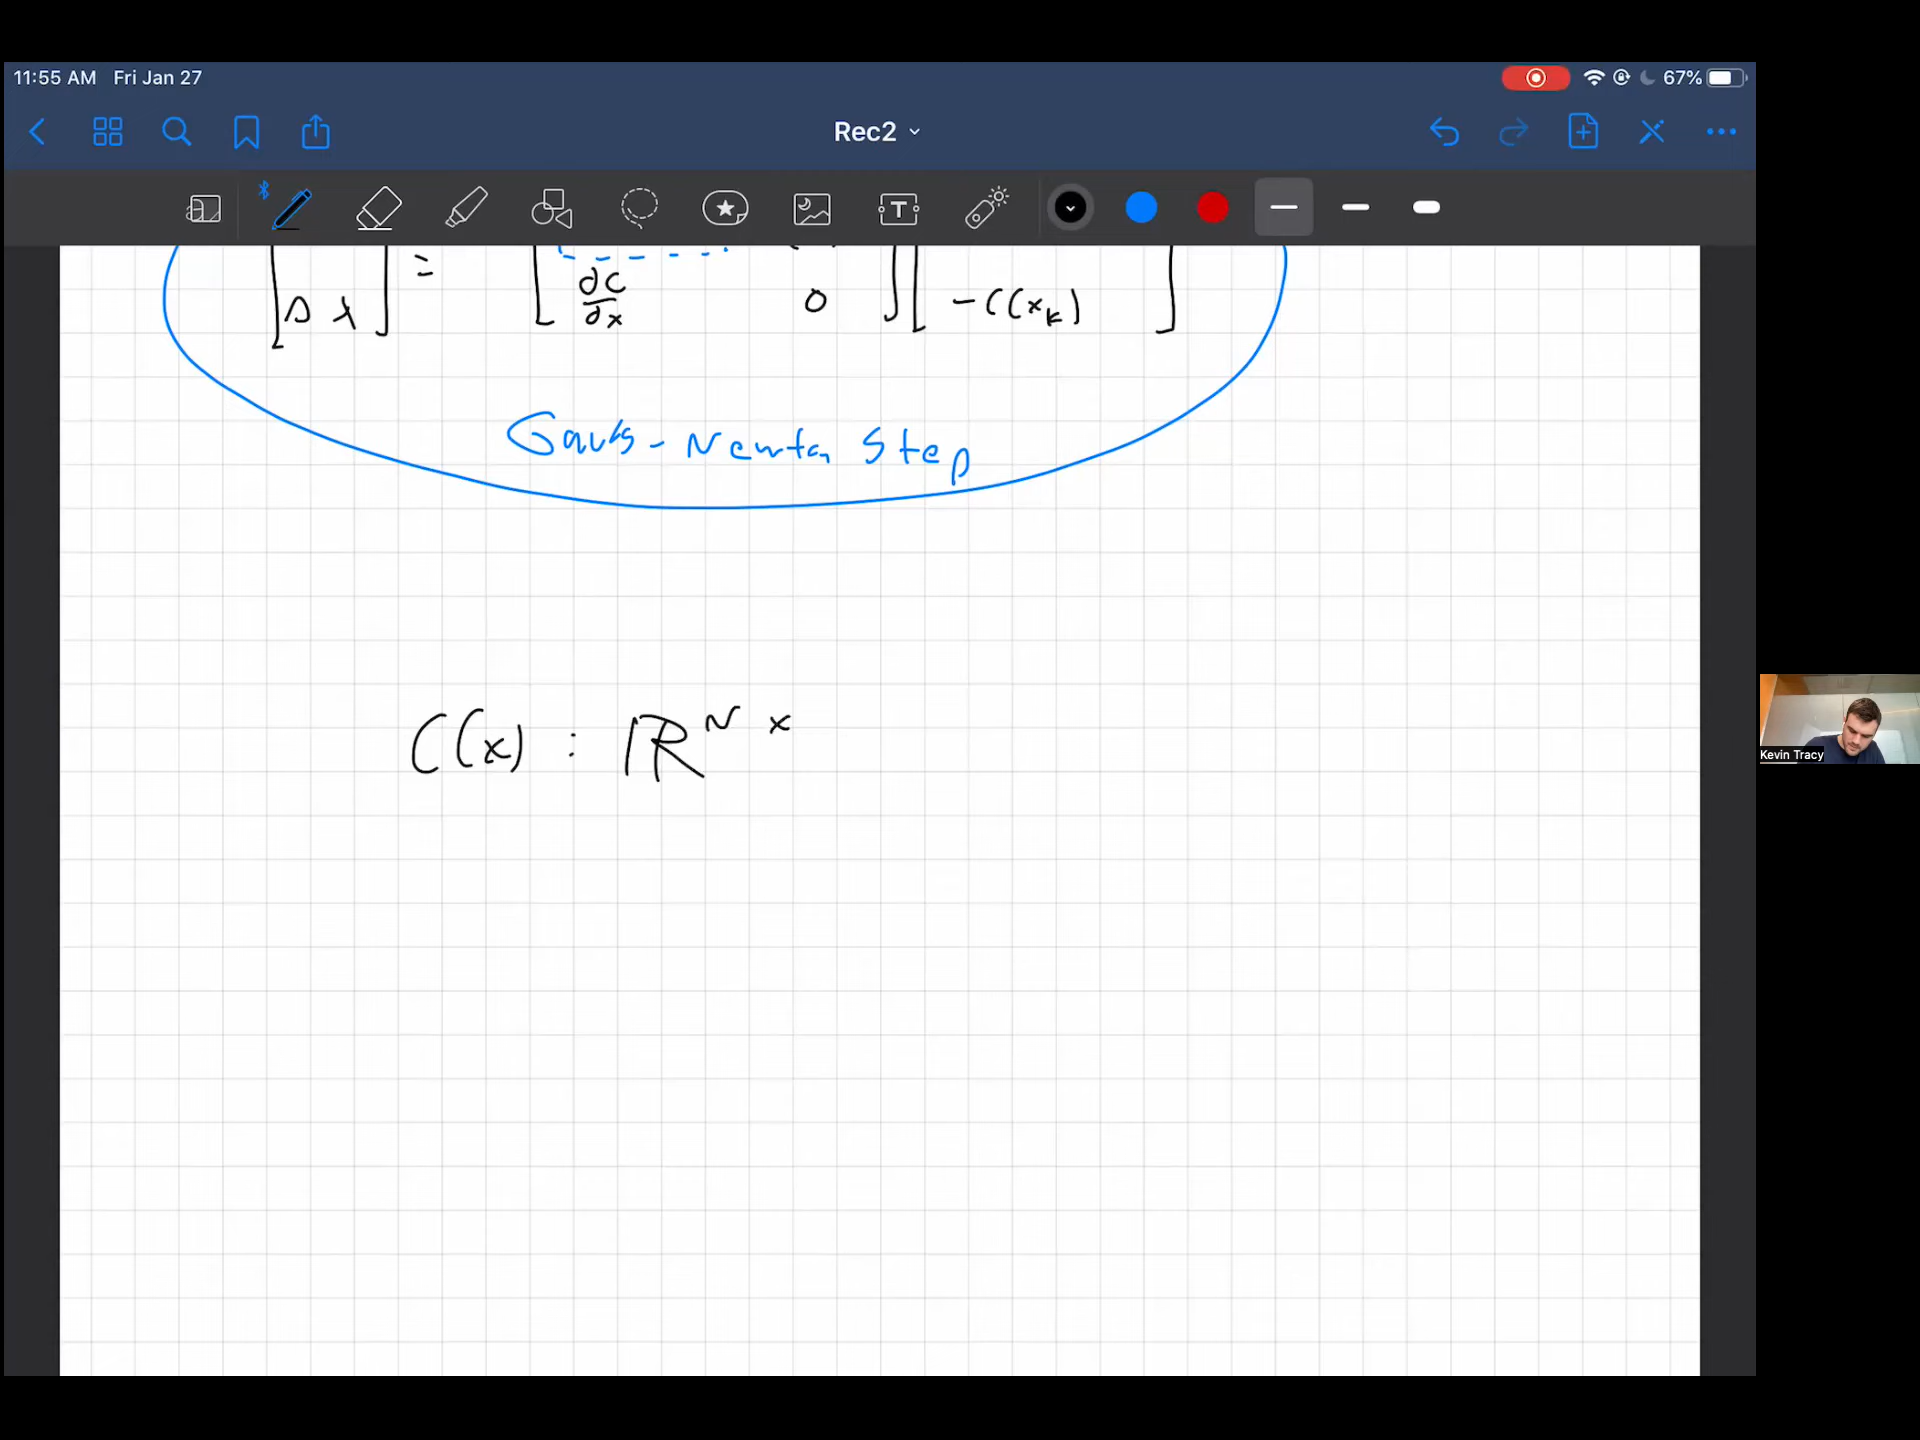 11:55 AM Fri Jan 27 67%
Rec2
Δλ = ∂c/∂x 0 -C(x_k)
Gauss-Newton Step
C(x) : ℝ^N x
Kevin Tracy